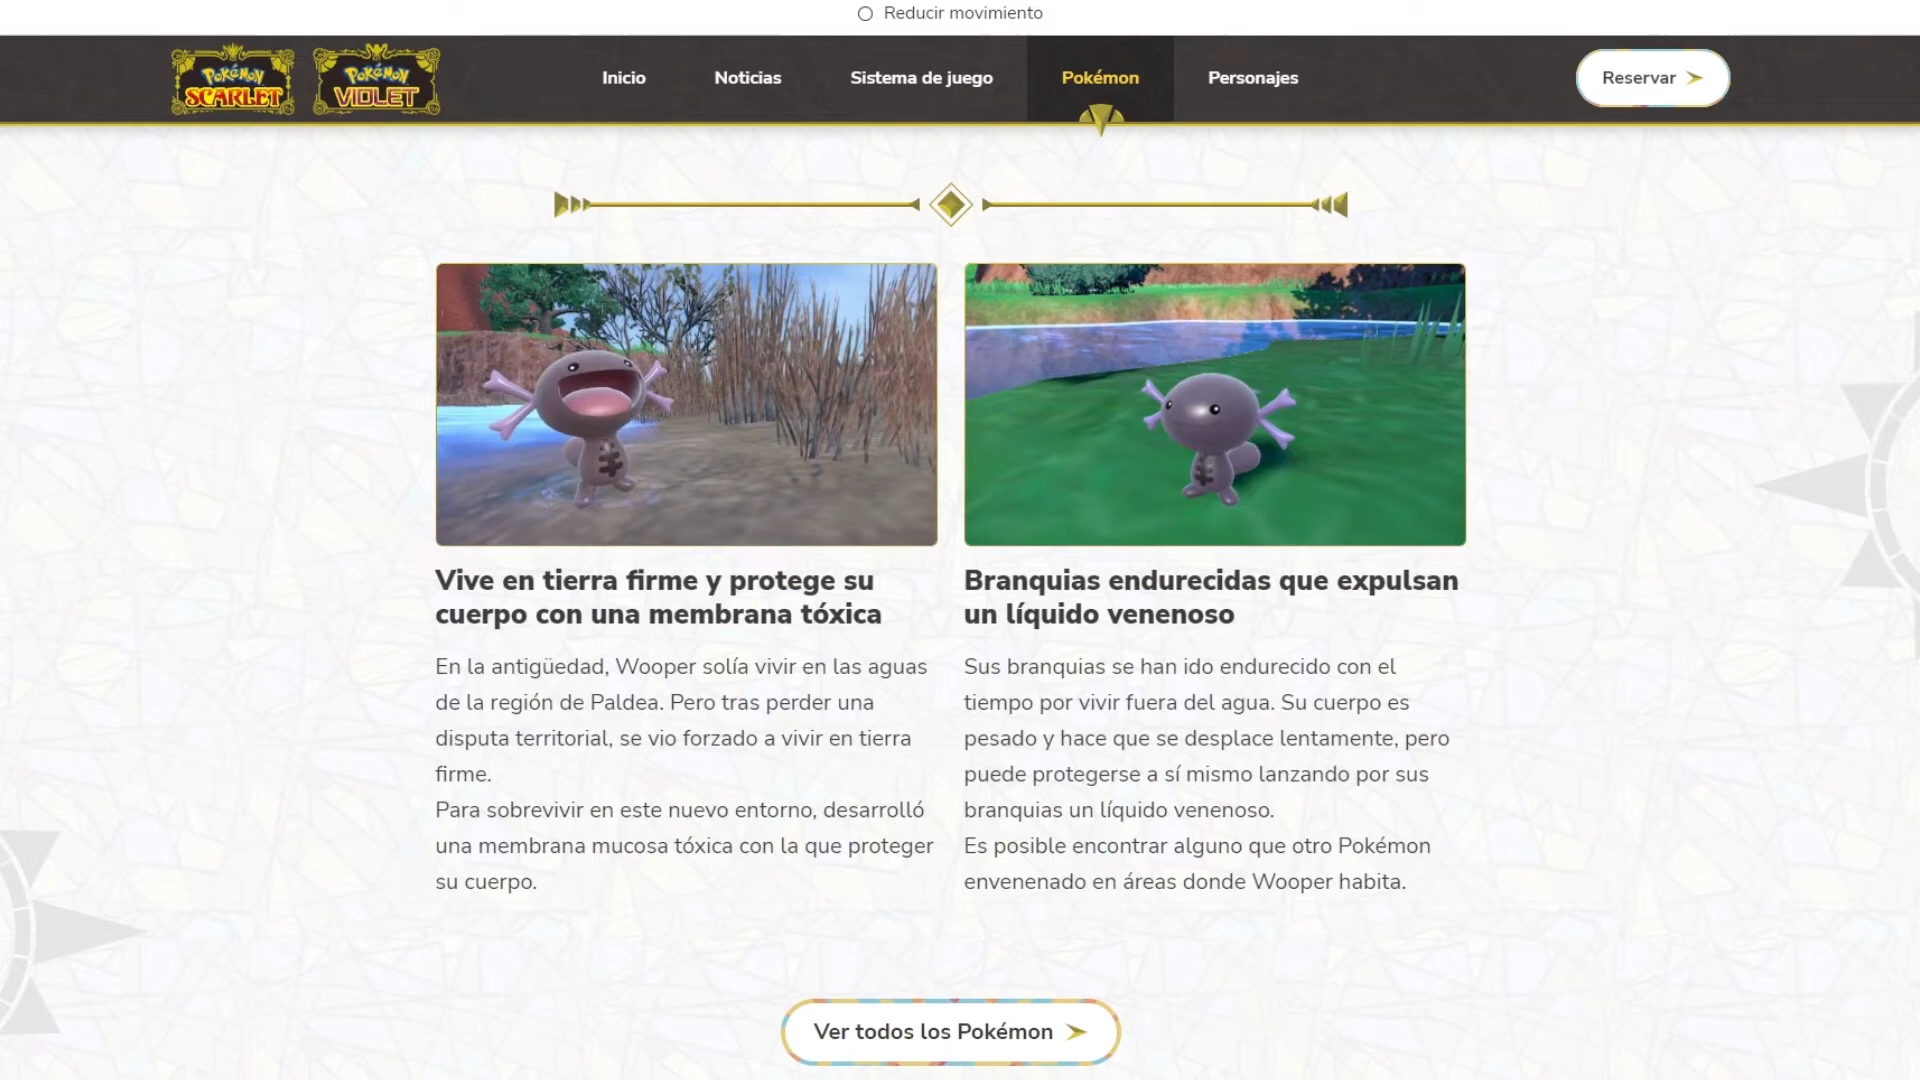 Reducir movimiento
POKéMON SCARLET
POKéMON VIOLET
Inicio
Noticias
Sistema de juego
Pokémon
Personajes
Reservar
Vive en tierra firme y protege su
cuerpo con una membrana tóxica
En la antigüedad, Wooper solía vivir en las aguas
de la región de Paldea. Pero tras perder una
disputa territorial, se vio forzado a vivir en tierra
firme.
Para sobrevivir en este nuevo entorno, desarrolló
una membrana mucosa tóxica con la que proteger
su cuerpo.
Branquias endurecidas que expulsan
un líquido venenoso
Sus branquias se han ido endurecido con el
tiempo por vivir fuera del agua. Su cuerpo es
pesado y hace que se desplace lentamente, pero
puede protegerse a sí mismo lanzando por sus
branquias un líquido venenoso.
Es posible encontrar alguno que otro Pokémon
envenenado en áreas donde Wooper habita.
Ver todos los Pokémon